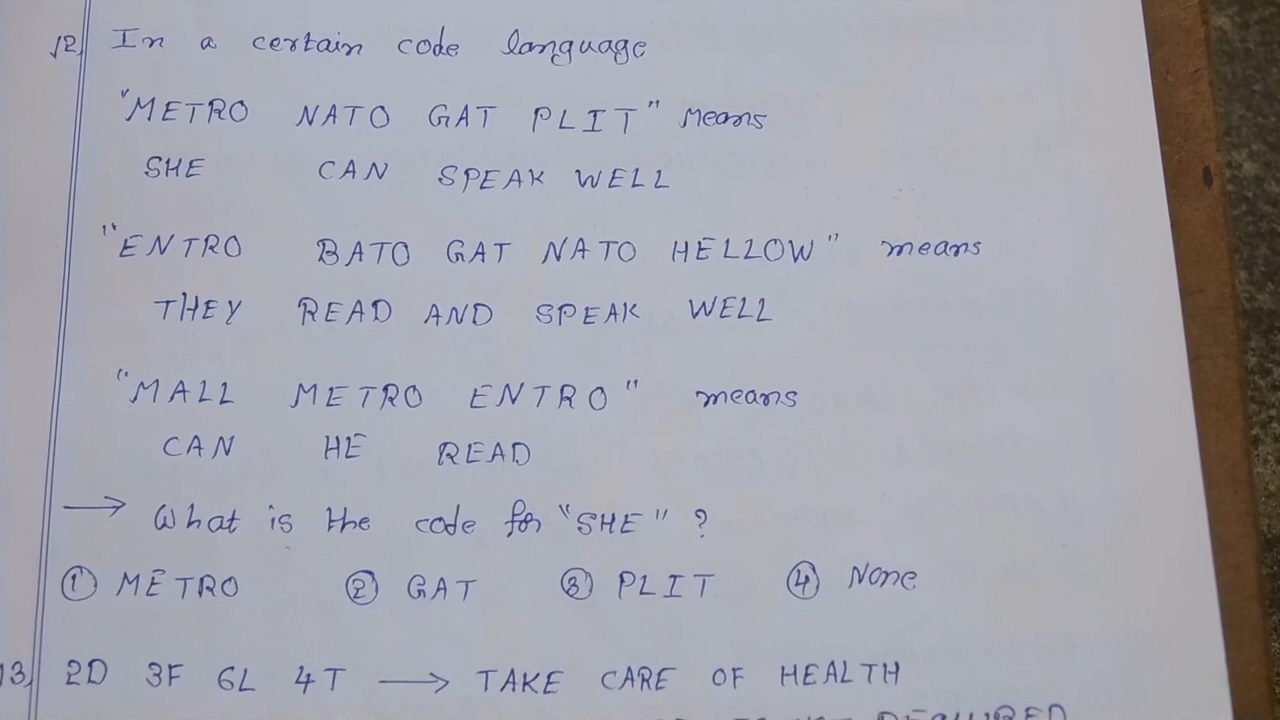 12) In a certain code language
"METRO NATO GAT PLIT" means
SHE CAN SPEAK WELL
"ENTRO BATO GAT NATO HELLOW" means
THEY READ AND SPEAK WELL
"MALL METRO ENTRO" means
CAN HE READ
→ What is the code for "SHE" ?
① METRO ② GAT ③ PLIT ④ None
13) 2D 3F 6L 4T → TAKE CARE OF HEALTH